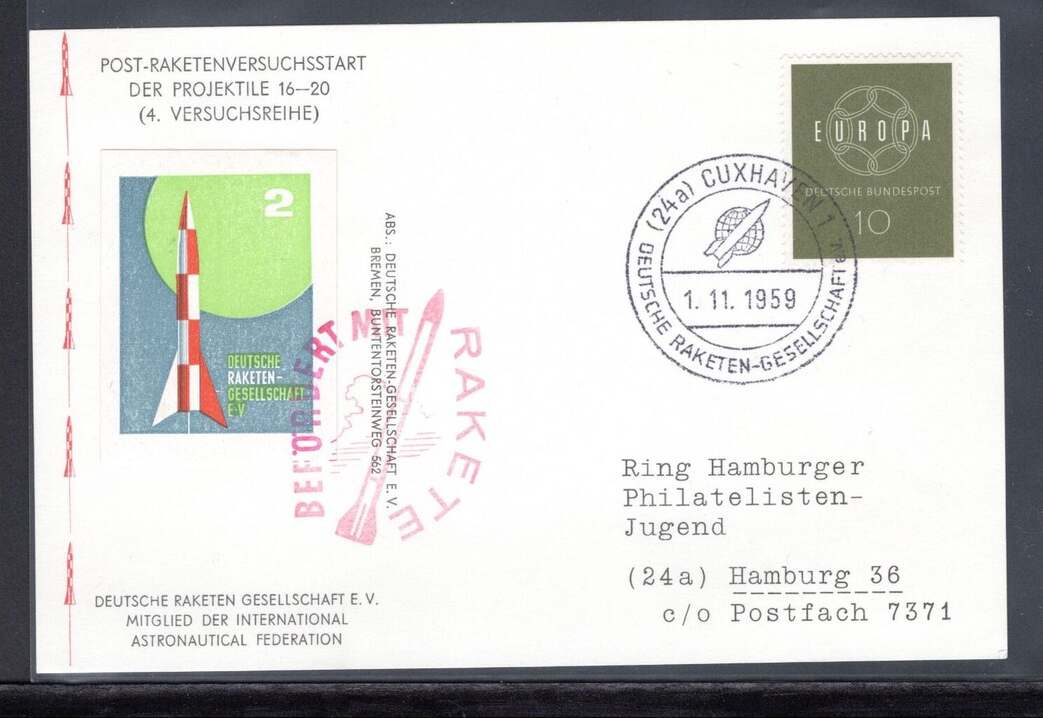 POST-RAKETENVERSUCHSSTART
DER PROJEKTILE 16—20
(4. VERSUCHSREIHE)
2
DEUTSCHE
RAKETEN-
GESELLSCHAFT
E·V
ABS.: DEUTSCHE RAKETEN-GESELLSCHAFT E. V.
BREMEN, BUNTENTORSTEINWEG 562
BEFÖRDERT MIT
RAKETE
DEUTSCHE RAKETEN GESELLSCHAFT E. V.
MITGLIED DER INTERNATIONAL
ASTRONAUTICAL FEDERATION
EUROPA
DEUTSCHE BUNDESPOST
10
(24a) CUXHAVEN 1
1. 11. 1959
DEUTSCHE RAKETEN-GESELLSCHAFT e.V.
Ring Hamburger
Philatelisten-
Jugend
(24a) Hamburg 36
c/o Postfach 7371